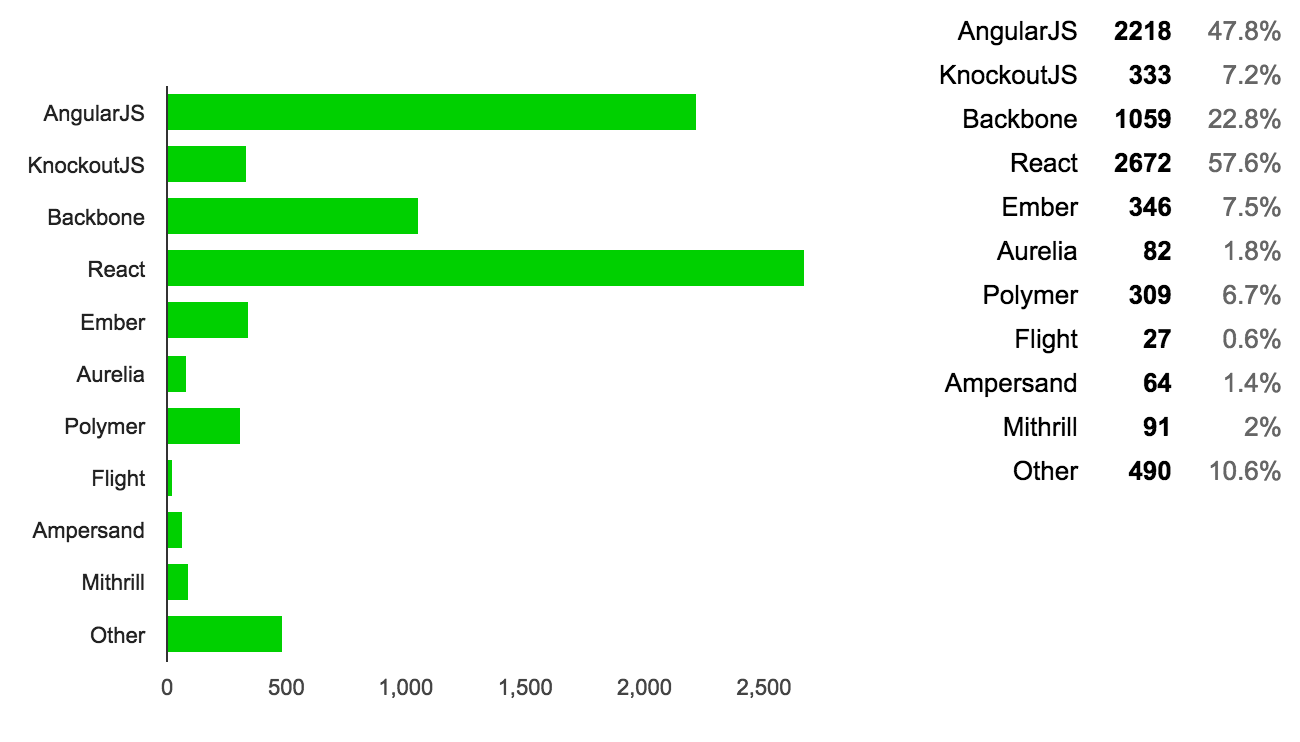 AngularJS 2218 47.8%
KnockoutJS 333 7.2%
Backbone 1059 22.8%
React 2672 57.6%
Ember 346 7.5%
Aurelia 82 1.8%
Polymer 309 6.7%
Flight 27 0.6%
Ampersand 64 1.4%
Mithrill 91 2%
Other 490 10.6%
AngularJS
KnockoutJS
Backbone
React
Ember
Aurelia
Polymer
Flight
Ampersand
Mithrill
Other
0 500 1,000 1,500 2,000 2,500